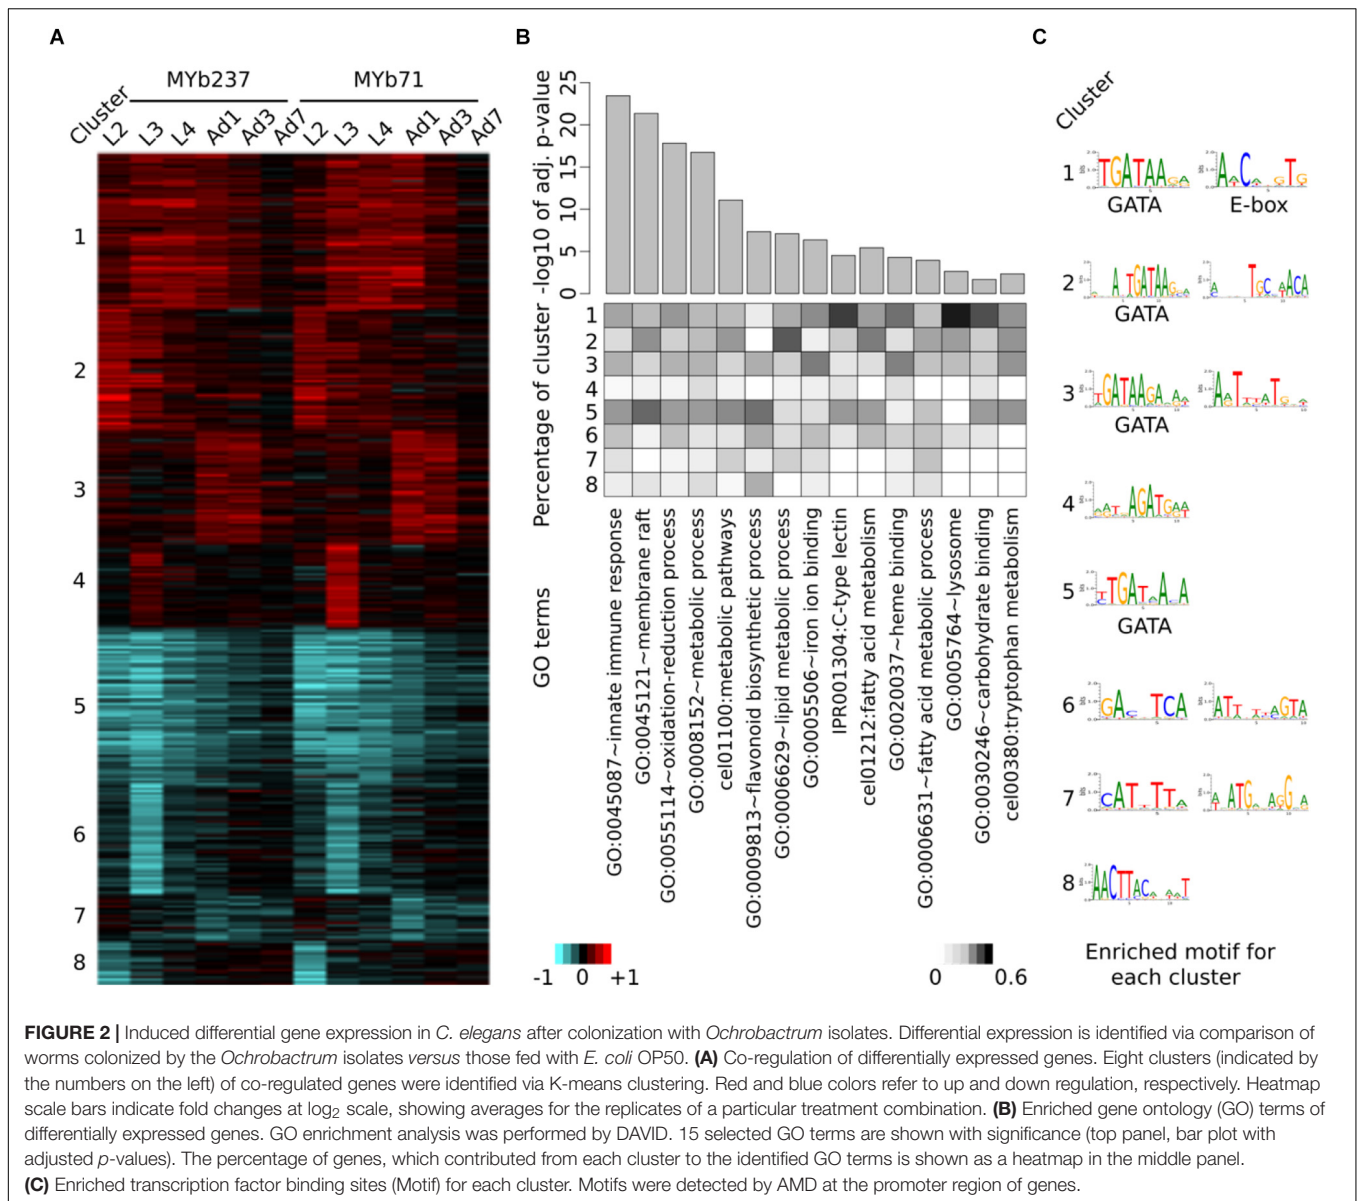 A
B
C
MYb237
MYb71
Cluster
L2
L3
L4
Ad1
Ad3
Ad7
L2
L3
L4
Ad1
Ad3
Ad7
1
2
3
4
5
6
7
8
-1 0 +1
-log10 of adj. p-value
0
5
10
15
20
25
Percentage of cluster
1
2
3
4
5
6
7
8
GO terms
GO:0045087~innate immune response
GO:0045121~membrane raft
GO:0055114~oxidation-reduction process
GO:0008152~metabolic process
cel01100:metabolic pathways
GO:0009813~flavonoid biosynthetic process
GO:0006629~lipid metabolic process
GO:0005506~iron ion binding
IPR001304:C-type lectin
cel01212:fatty acid metabolism
GO:0020037~heme binding
GO:0006631~fatty acid metabolic process
GO:0005764~lysosome
GO:0030246~carbohydrate binding
cel00380:tryptophan metabolism
0 0.6
Cluster
1
GATA
E-box
2
GATA
3
GATA
4
5
GATA
6
7
8
Enriched motif for
each cluster
FIGURE 2 | Induced differential gene expression in C. elegans after colonization with Ochrobactrum isolates. Differential expression is identified via comparison of
worms colonized by the Ochrobactrum isolates versus those fed with E. coli OP50. (A) Co-regulation of differentially expressed genes. Eight clusters (indicated by
the numbers on the left) of co-regulated genes were identified via K-means clustering. Red and blue colors refer to up and down regulation, respectively. Heatmap
scale bars indicate fold changes at log2 scale, showing averages for the replicates of a particular treatment combination. (B) Enriched gene ontology (GO) terms of
differentially expressed genes. GO enrichment analysis was performed by DAVID. 15 selected GO terms are shown with significance (top panel, bar plot with
adjusted p-values). The percentage of genes, which contributed from each cluster to the identified GO terms is shown as a heatmap in the middle panel.
(C) Enriched transcription factor binding sites (Motif) for each cluster. Motifs were detected by AMD at the promoter region of genes.